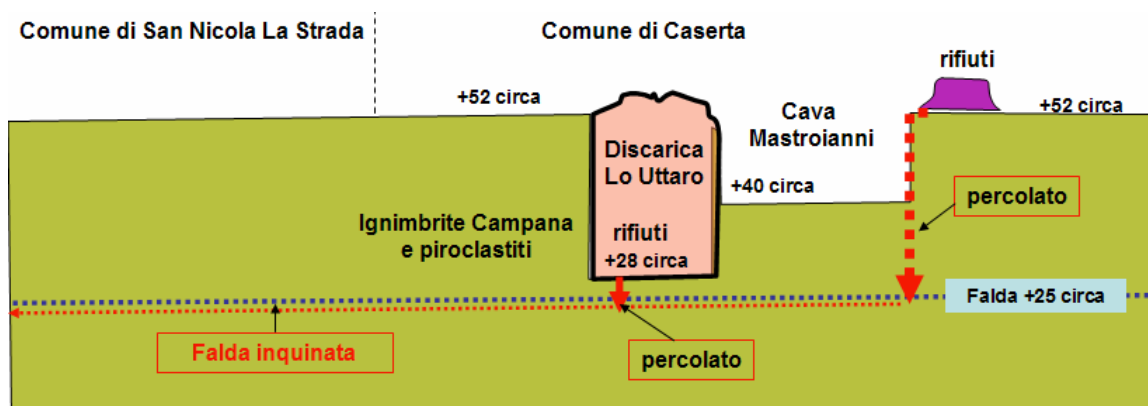 Comune di San Nicola La Strada
Comune di Caserta
rifiuti
+52 circa
+52 circa
Cava
Mastroianni
Discarica
Lo Uttaro
+40 circa
percolato
Ignimbrite Campana
e piroclastiti
rifiuti
+28 circa
Falda +25 circa
Falda inquinata
percolato